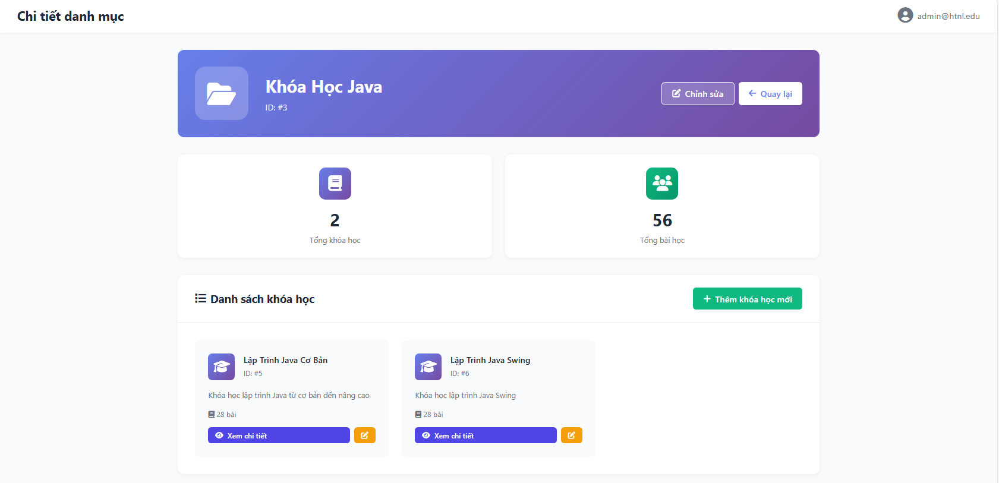 Chi tiết danh mục
admin@htnl.edu
Khóa Học Java
ID: #3
Chỉnh sửa
Quay lại
2
Tổng khóa học
56
Tổng bài học
Danh sách khóa học
Thêm khóa học mới
Lập Trình Java Cơ Bản
ID: #5
Khóa học lập trình Java từ cơ bản đến nâng cao
28 bài
Xem chi tiết
Lập Trình Java Swing
ID: #6
Khóa học lập trình Java Swing
28 bài
Xem chi tiết